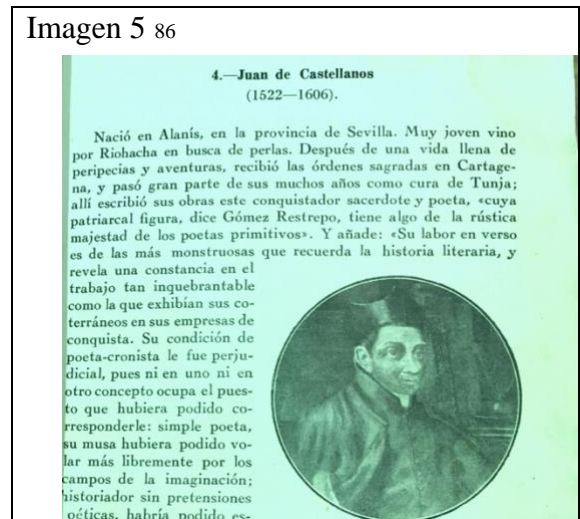 Imagen 5 86
4.—Juan de Castellanos
(1522—1606).
Nació en Alanís, en la provincia de Sevilla. Muy joven vino
por Riohacha en busca de perlas. Después de una vida llena de
peripecias y aventuras, recibió las órdenes sagradas en Cartage-
na, y pasó gran parte de sus muchos años como cura de Tunja;
allí escribió sus obras este conquistador sacerdote y poeta, «cuya
patriarcal figura, dice Gómez Restrepo, tiene algo de la rústica
majestad de los poetas primitivos». Y añade: «Su labor en verso
es de las más monstruosas que recuerda la historia literaria, y
revela una constancia en el
trabajo tan inquebrantable
como la que exhibían sus co-
terráneos en sus empresas de
conquista. Su condición de
poeta-cronista le fue perju-
dicial, pues ni en uno ni en
otro concepto ocupa el pues-
to que hubiera podido co-
rresponderle: simple poeta,
su musa hubiera podido vo-
lar más libremente por los
campos de la imaginación;
historiador sin pretensiones
poéticas, habría podido es-